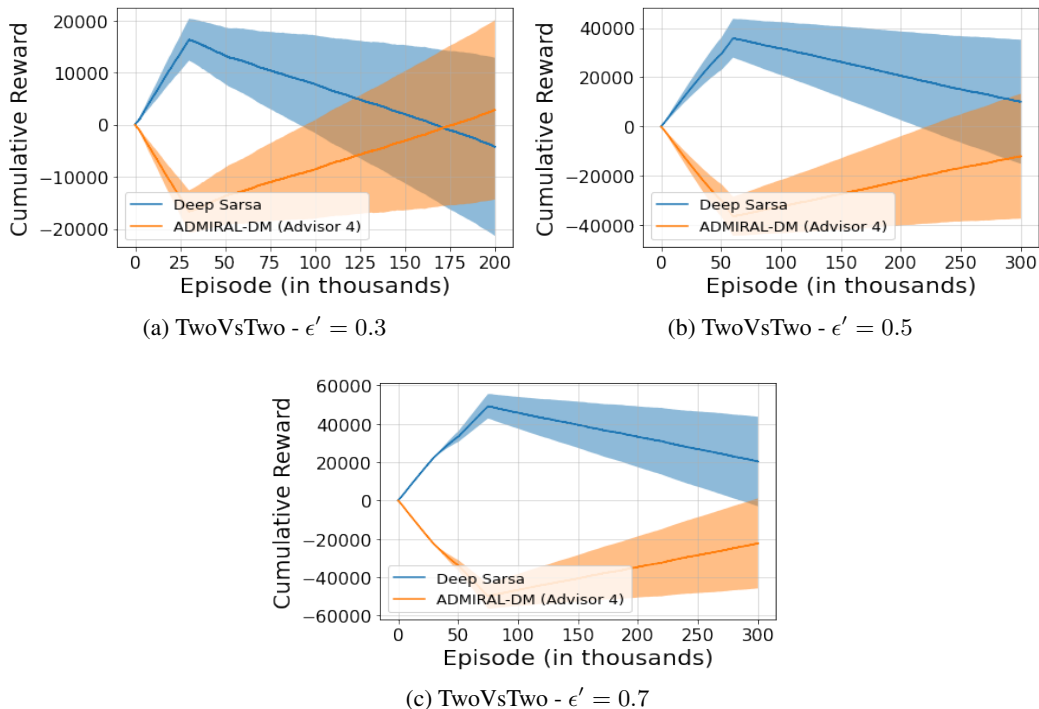 20000
10000
0
−10000
−20000
Cumulative Reward
Deep Sarsa
ADMIRAL-DM (Advisor 4)
0 25 50 75 100 125 150 175 200
Episode (in thousands)
(a) TwoVsTwo - ϵ′ = 0.3
40000
20000
0
−20000
−40000
Cumulative Reward
Deep Sarsa
ADMIRAL-DM (Advisor 4)
0 50 100 150 200 250 300
Episode (in thousands)
(b) TwoVsTwo - ϵ′ = 0.5
60000
40000
20000
0
−20000
−40000
−60000
Cumulative Reward
Deep Sarsa
ADMIRAL-DM (Advisor 4)
0 50 100 150 200 250 300
Episode (in thousands)
(c) TwoVsTwo - ϵ′ = 0.7